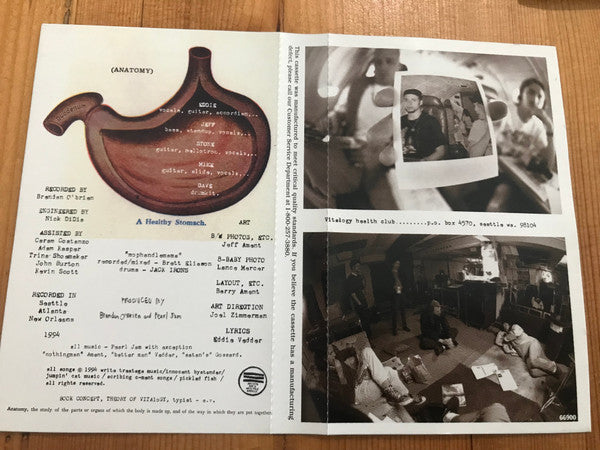 (ANATOMY)
EDDIE
vocals, guitar, accordian,..
JEFF
bass, standup, vocals,..
STONE
guitar, mellotron, vocals,..
MIKE
guitar, slide, vocals,...
DAVE
drumkit.
A Healthy Stomach.
RECORDED BY
Brendan O'brien
ENGINEERED BY
Nick DiDia
ASSISTED BY
Caram Costanzo
Adam Kasper
Trina Shoemaker
John Burton
Kevin Scott
RECORDED IN
Seattle
Atlanta
New Orleans
1994
"mophandlemama"
recorded/mixed - Brett Eliason
drums - JACK IRONS
PRODUCED BY
Brendan O'Brien and Pearl Jam
ART
B/W PHOTOS, ETC.
Jeff Ament
B-BABY PHOTO
Lance Mercer
LAYOUT, ETC.
Barry Ament
ART DIRECTION
Joel Zimmerman
LYRICS
Eddie Vedder
all music - Pearl Jam with exception
"nothingman" Ament, "better man" Vedder, "satan's" Gossard.
all songs © 1994 write treatage music/innocent bystander/
jumpin' cat music / scribing c-ment songs / pickled fish /
all rights reserved.
BOOK CONCEPT, THEORY OF VITALOGY, typist - e.v.
Anatomy, the study of the parts or organs of which the body is made up, and of the way in which they are put together.
This cassette was manufactured to meet critical quality standards. If you believe the cassette has a manufacturing
defect, please call our Customer Service Department at 1-800-257-3880.
Vitalogy health club........p.o. box 4570, seattle wa. 98104
66900